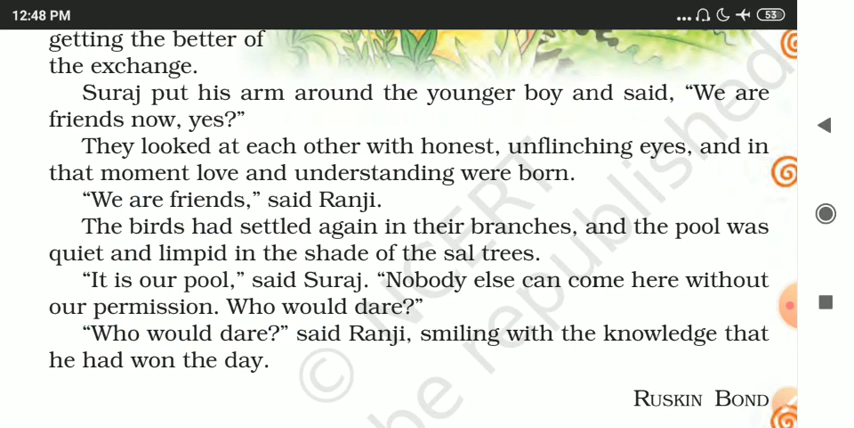 12:48 PM
53
getting the better of
the exchange.
Suraj put his arm around the younger boy and said, “We are
friends now, yes?”
They looked at each other with honest, unflinching eyes, and in
that moment love and understanding were born.
“We are friends,” said Ranji.
The birds had settled again in their branches, and the pool was
quiet and limpid in the shade of the sal trees.
“It is our pool,” said Suraj. “Nobody else can come here without
our permission. Who would dare?”
“Who would dare?” said Ranji, smiling with the knowledge that
he had won the day.
RUSKIN BOND
© NCERT
be republished